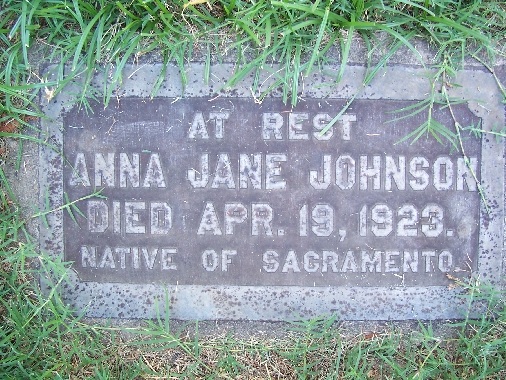 AT REST
ANNA JANE JOHNSON
DIED APR. 19, 1923.
NATIVE OF SACRAMENTO